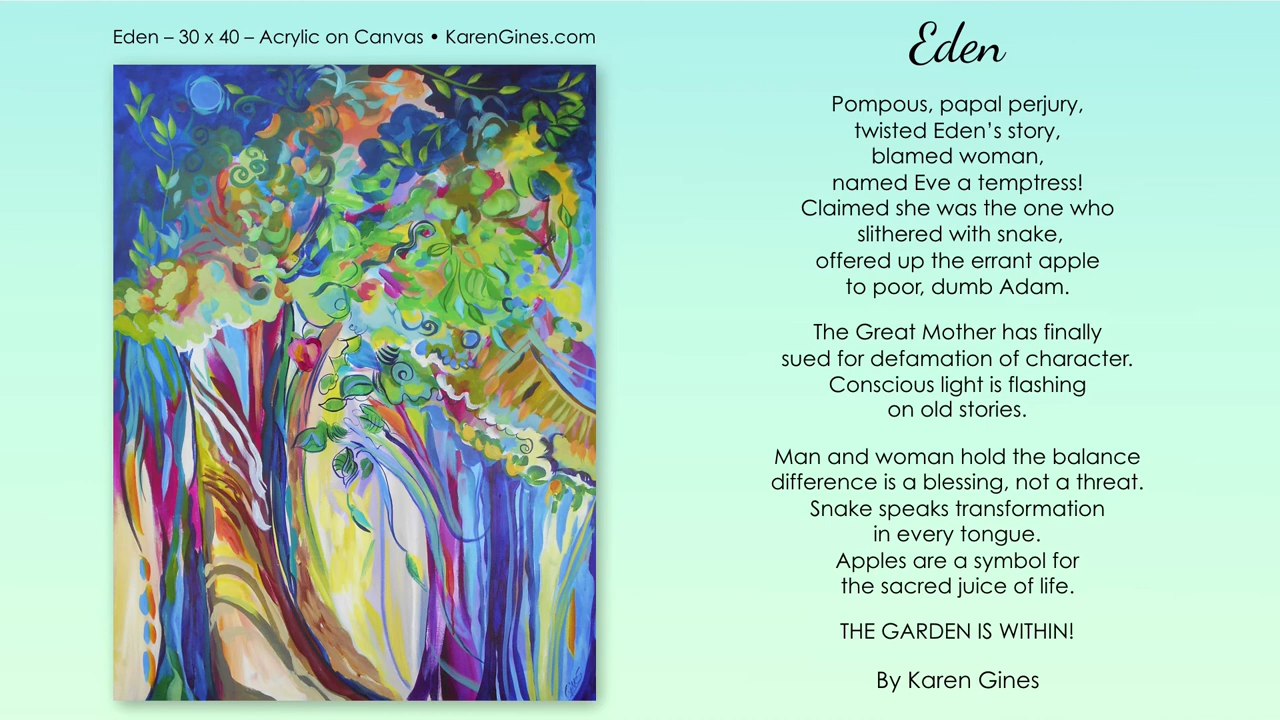 Eden – 30 x 40 – Acrylic on Canvas • KarenGines.com
Eden
Pompous, papal perjury,
twisted Eden’s story,
blamed woman,
named Eve a temptress!
Claimed she was the one who
slithered with snake,
offered up the errant apple
to poor, dumb Adam.
The Great Mother has finally
sued for defamation of character.
Conscious light is flashing
on old stories.
Man and woman hold the balance
difference is a blessing, not a threat.
Snake speaks transformation
in every tongue.
Apples are a symbol for
the sacred juice of life.
THE GARDEN IS WITHIN!
By Karen Gines